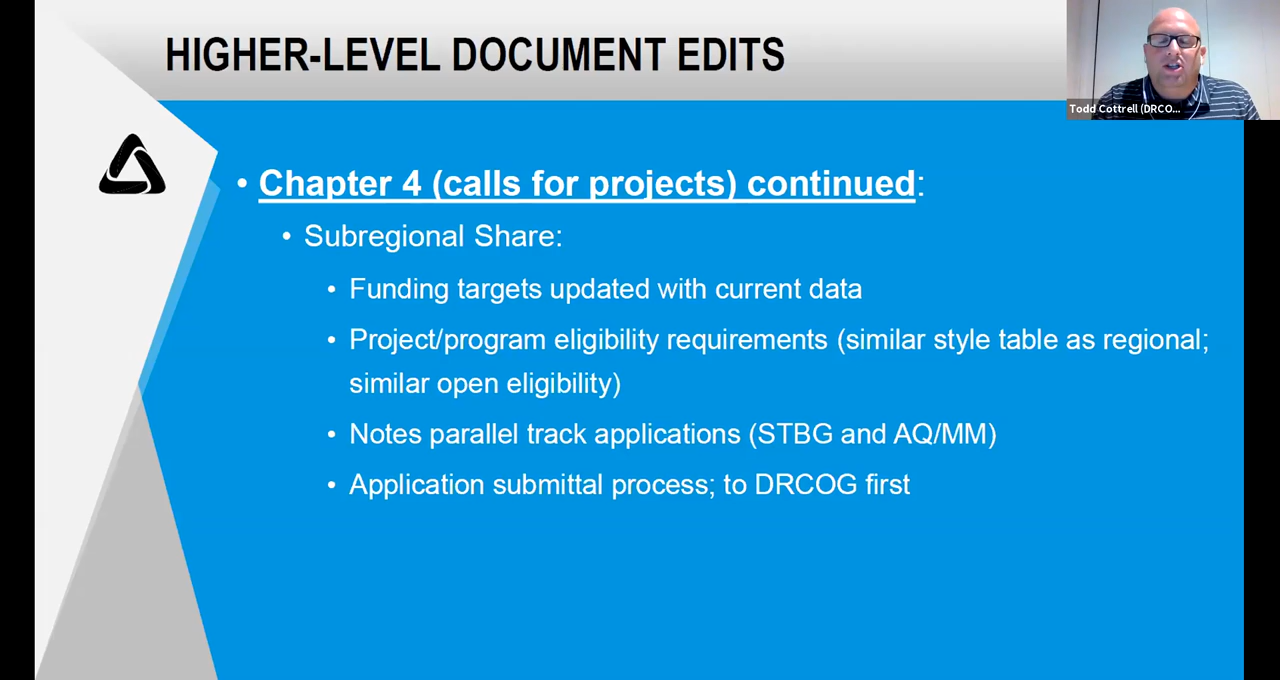 HIGHER-LEVEL DOCUMENT EDITS
Todd Cottrell (DRCO...
• Chapter 4 (calls for projects) continued:
• Subregional Share:
• Funding targets updated with current data
• Project/program eligibility requirements (similar style table as regional;
similar open eligibility)
• Notes parallel track applications (STBG and AQ/MM)
• Application submittal process; to DRCOG first